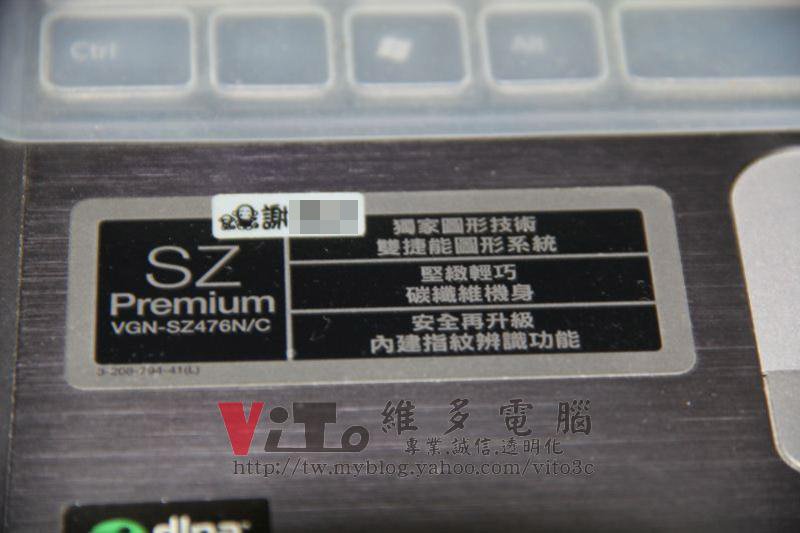 Ctrl
Alt
謝
SZ
Premium
VGN-SZ476N/C
獨家圖形技術
雙捷能圖形系統
堅緻輕巧
碳纖維機身
安全再升級
內建指紋辨識功能
3-208-794-41(L)
ViTo 維多電腦
專業.誠信.透明化
http://tw.myblog.yahoo.com/vito3c
dlna